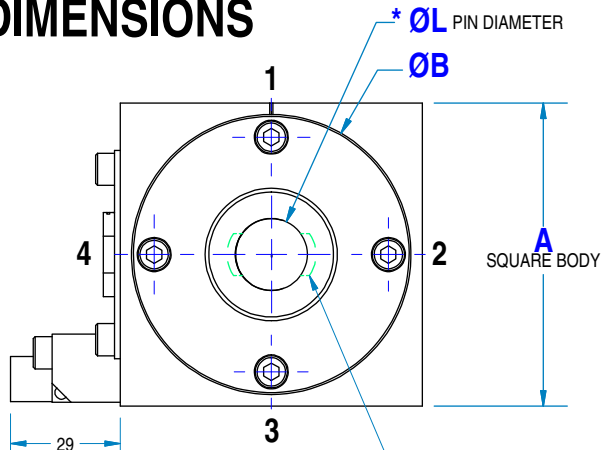 DIMENSIONS
* ØL PIN DIAMETER
ØB
1
4
2
A
SQUARE BODY
3
29